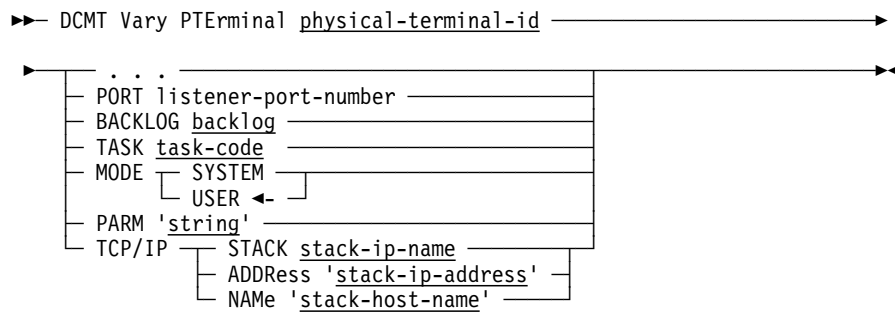 DCMT Vary PTErminal physical-terminal-id
. . .
PORT listener-port-number
BACKLOG backlog
TASK task-code
MODE SYSTEM
USER ◄-
PARM 'string'
TCP/IP STACK stack-ip-name
ADDRess 'stack-ip-address'
NAMe 'stack-host-name'